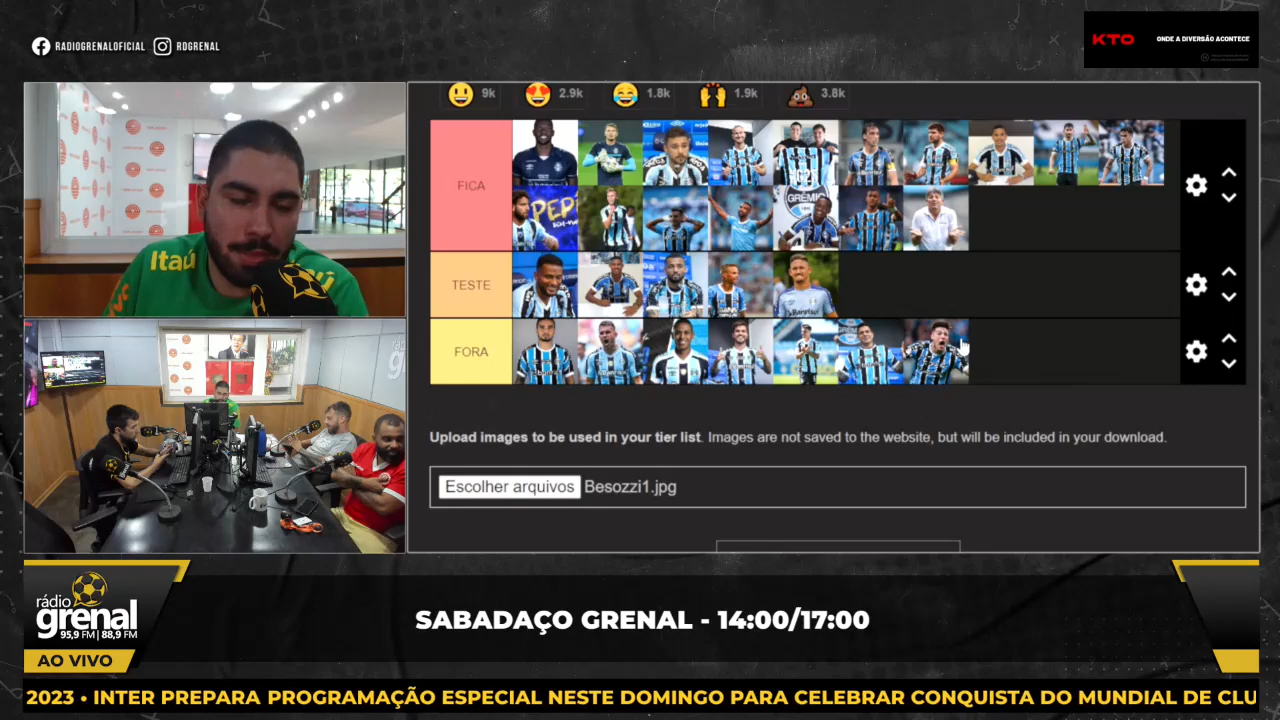 RADIOGRENALOFICIAL
RDGRENAL
KTO
ONDE A DIVERSÃO ACONTECE
9k
2.9k
1.8k
1.9k
3.8k
FICA
TESTE
FORA
Itaú
Upload images to be used in your tier list. Images are not saved to the website, but will be included in your download.
Escolher arquivos Besozzi1.jpg
rádio
grenal
95,9 FM | 88,9 FM
AO VIVO
SABADAÇO GRENAL - 14:00/17:00
2023 • INTER PREPARA PROGRAMAÇÃO ESPECIAL NESTE DOMINGO PARA CELEBRAR CONQUISTA DO MUNDIAL DE CLU